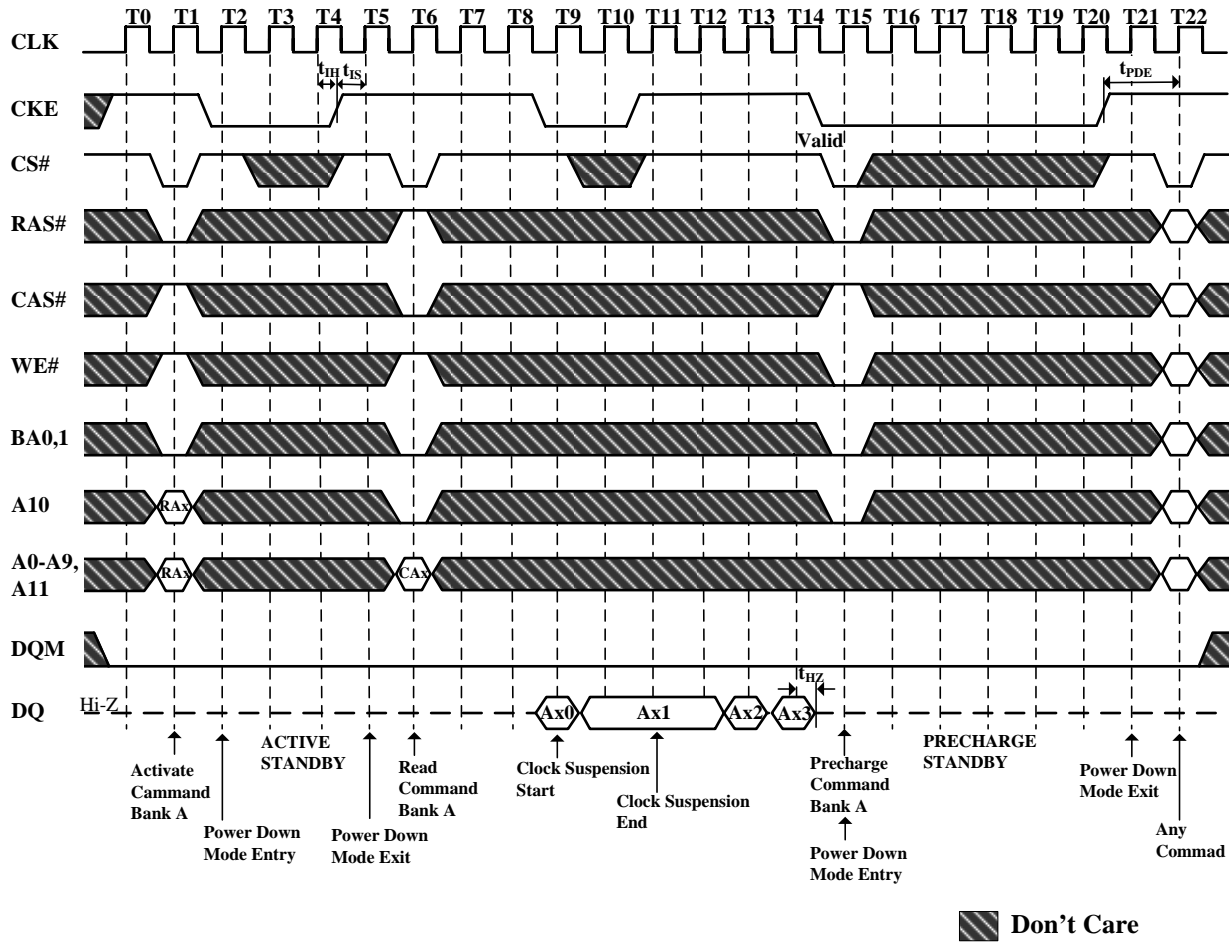 T0 T1 T2 T3 T4 T5 T6 T7 T8 T9 T10 T11 T12 T13 T14 T15 T16 T17 T18 T19 T20 T21 T22
CLK
tIH tIS tPDE
CKE
Valid
CS#
RAS#
CAS#
WE#
BA0,1
A10 RAx
A0-A9, RAx CAx
A11
DQM
tHZ
DQ Hi-Z Ax0 Ax1 Ax2 Ax3
Activate
Cammand
Bank A
Power Down
Mode Entry
ACTIVE
STANDBY
Power Down
Mode Exit
Read
Command
Bank A
Clock Suspension
Start
Clock Suspension
End
Precharge
Command
Bank A
Power Down
Mode Entry
PRECHARGE
STANDBY
Power Down
Mode Exit
Any
Commad
Don't Care